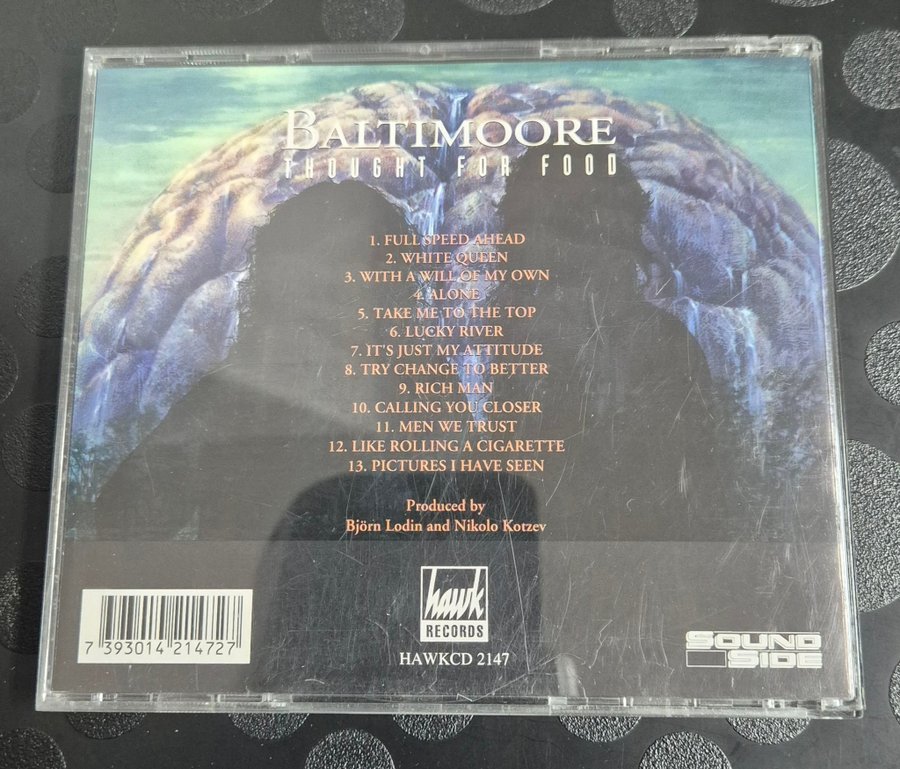 BALTIMOORE
THOUGHT FOR FOOD
1. FULL SPEED AHEAD
2. WHITE QUEEN
3. WITH A WILL OF MY OWN
4. ALONE
5. TAKE ME TO THE TOP
6. LUCKY RIVER
7. IT'S JUST MY ATTITUDE
8. TRY CHANGE TO BETTER
9. RICH MAN
10. CALLING YOU CLOSER
11. MEN WE TRUST
12. LIKE ROLLING A CIGARETTE
13. PICTURES I HAVE SEEN
Produced by
Björn Lodin and Nikolo Kotzev
hawk
RECORDS
HAWKCD 2147
7 393014 214727
SOUND
SIDE